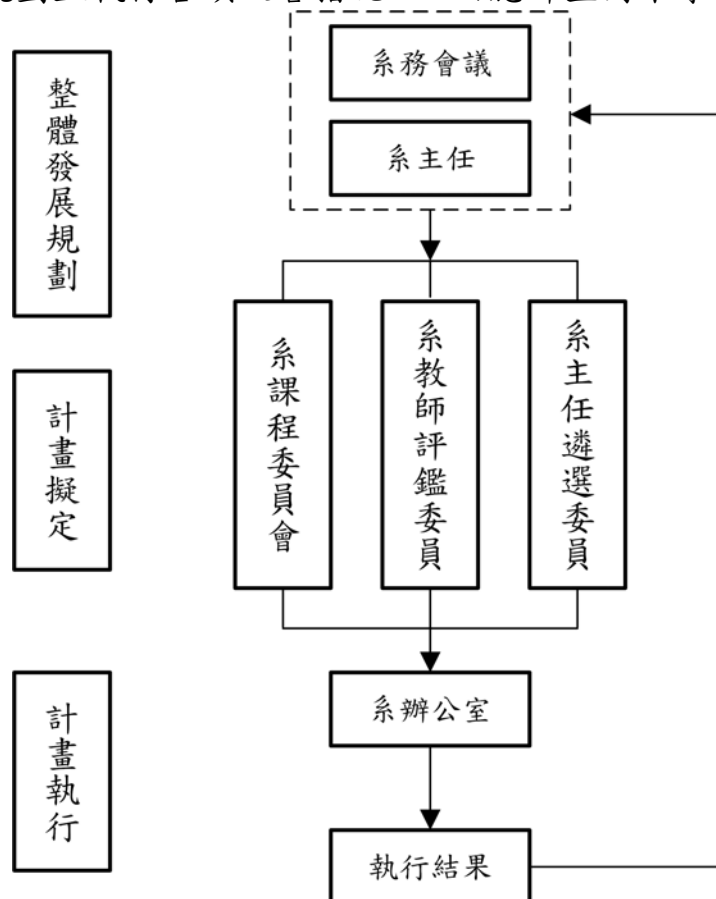 系務會議
系主任
整體發展規劃
系課程委員會
系教師評鑑委員
系主任遴選委員
計畫擬定
系辦公室
計畫執行
執行結果